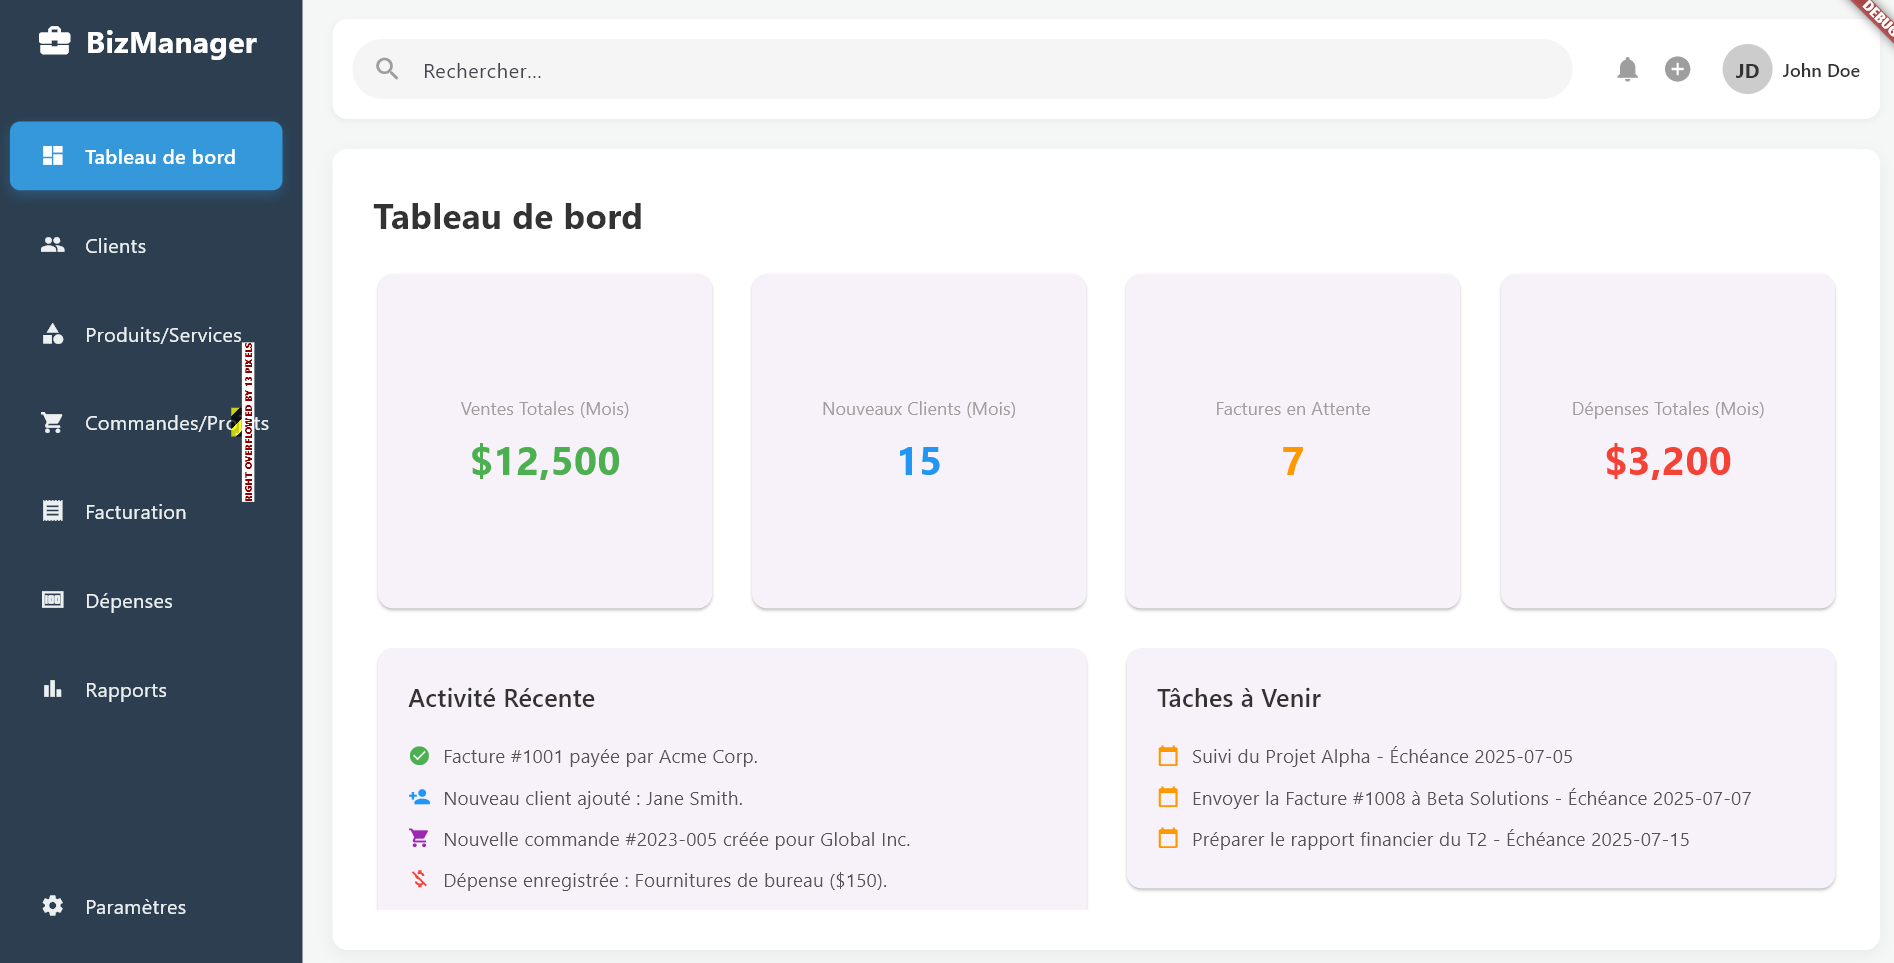 BizManager
Tableau de bord
Clients
Produits/Services
Commandes/Projets
RIGHT OVERFLOWED BY 13 PIXELS
Facturation
Dépenses
Rapports
Paramètres
Rechercher...
JD
John Doe
DEBUG
Tableau de bord
Ventes Totales (Mois)
$12,500
Nouveaux Clients (Mois)
15
Factures en Attente
7
Dépenses Totales (Mois)
$3,200
Activité Récente
Facture #1001 payée par Acme Corp.
Nouveau client ajouté : Jane Smith.
Nouvelle commande #2023-005 créée pour Global Inc.
Dépense enregistrée : Fournitures de bureau ($150).
Tâches à Venir
Suivi du Projet Alpha - Échéance 2025-07-05
Envoyer la Facture #1008 à Beta Solutions - Échéance 2025-07-07
Préparer le rapport financier du T2 - Échéance 2025-07-15